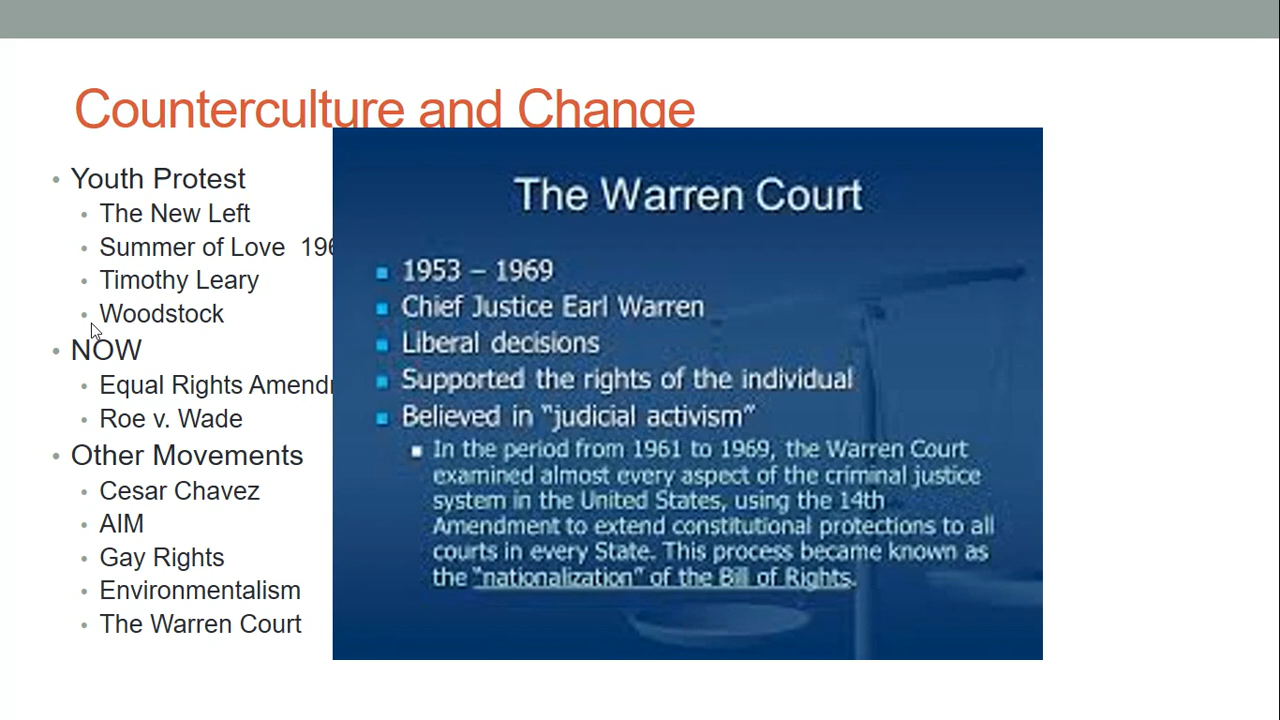 Counterculture and Change
Youth Protest
The New Left
Summer of Love 196
Timothy Leary
Woodstock
NOW
Equal Rights Amend
Roe v. Wade
Other Movements
Cesar Chavez
AIM
Gay Rights
Environmentalism
The Warren Court
The Warren Court
1953 – 1969
Chief Justice Earl Warren
Liberal decisions
Supported the rights of the individual
Believed in “judicial activism”
In the period from 1961 to 1969, the Warren Court
examined almost every aspect of the criminal justice
system in the United States, using the 14th
Amendment to extend constitutional protections to all
courts in every State. This process became known as
the “nationalization” of the Bill of Rights.